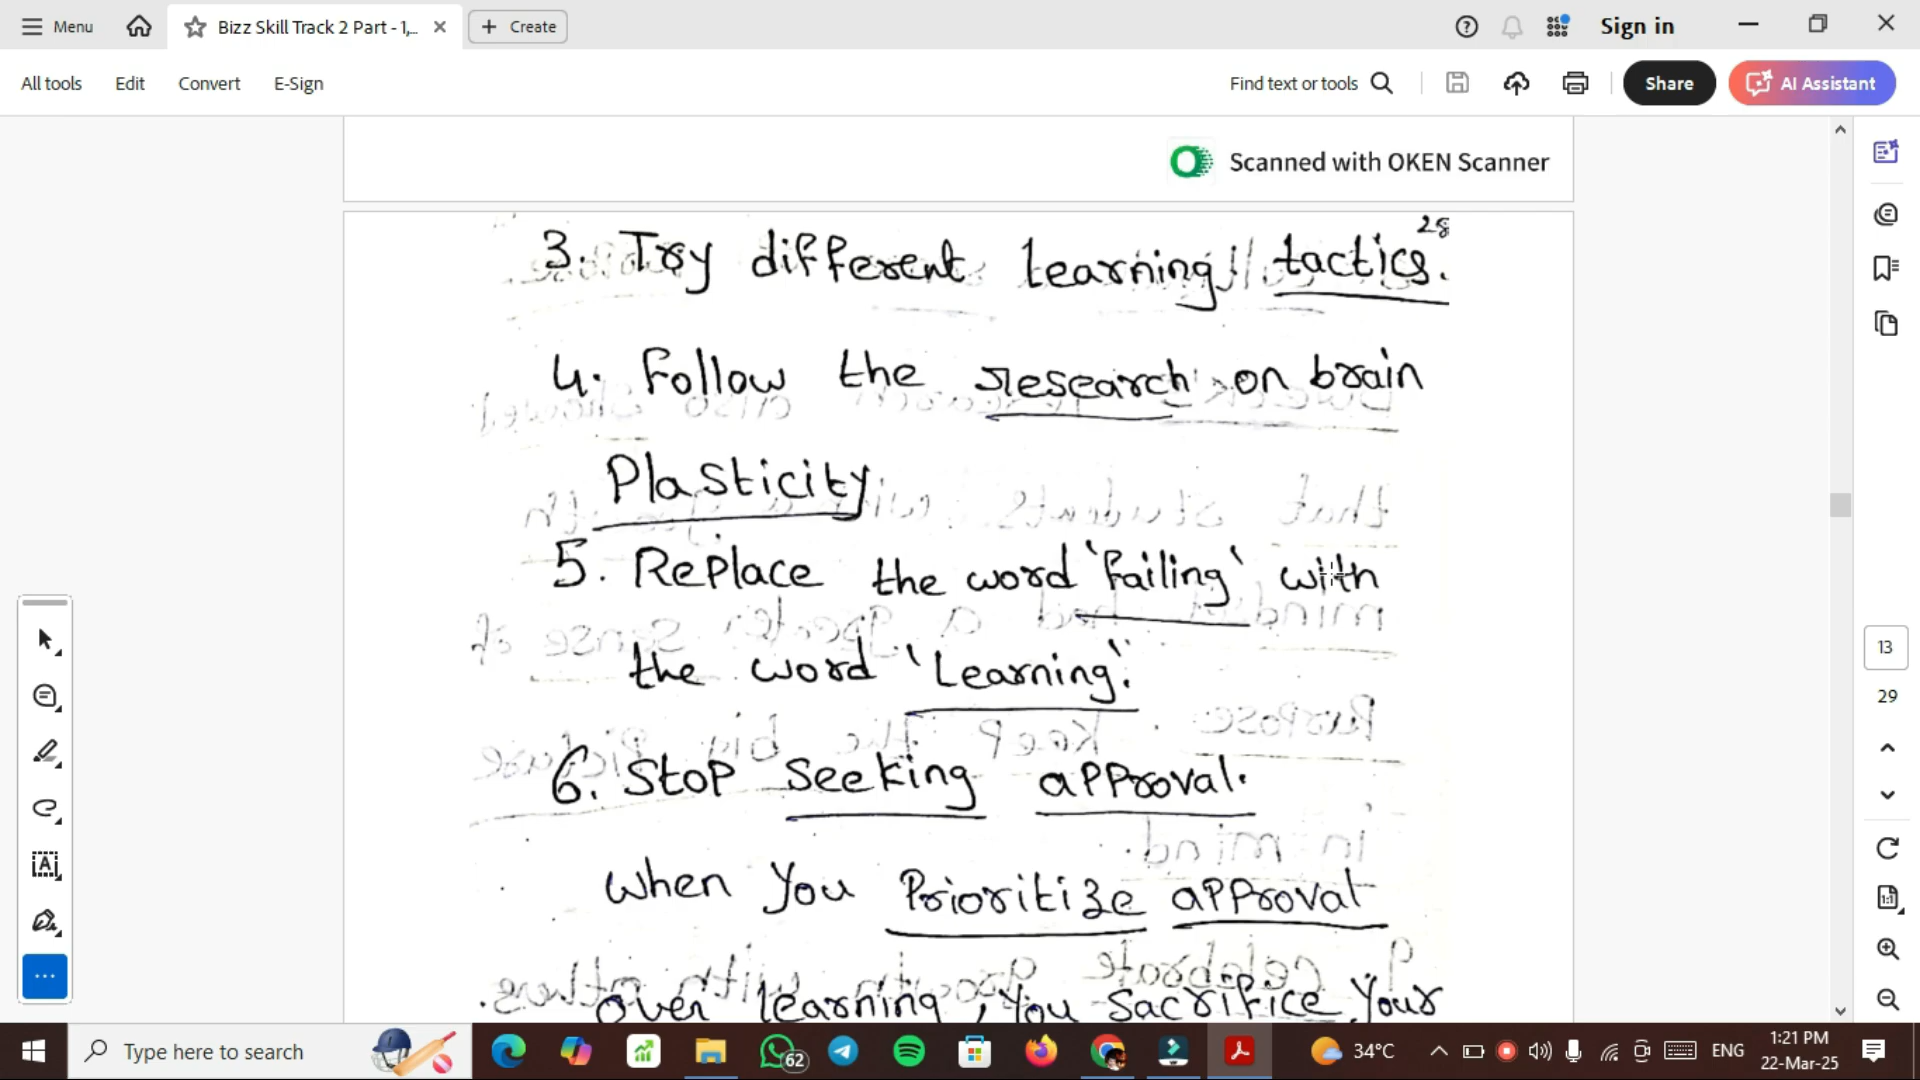 Menu
Bizz Skill Track 2 Part - 1,...
Create
Sign in
All tools
Edit
Convert
E-Sign
Find text or tools
Share
AI Assistant
Scanned with OKEN Scanner
28
3. Try different learning tactics.
4. Follow the research on brain
Plasticity
5. Replace the word 'failing' with
the word 'Learning'.
6. Stop seeking approval.
When you Prioritize approval
over learning, you sacrifice your
13
29
Type here to search
62
34°C
ENG
1:21 PM
22-Mar-25